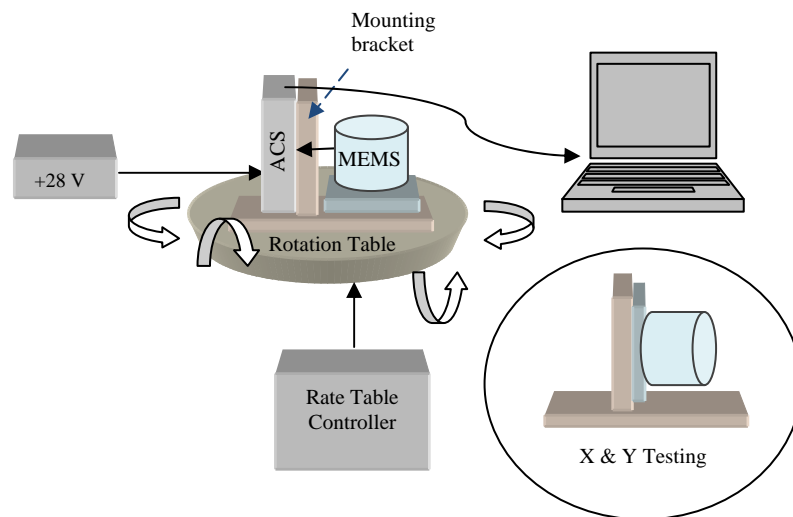 Mounting
bracket
ACS
MEMS
+28 V
Rotation Table
Rate Table
Controller
X & Y Testing